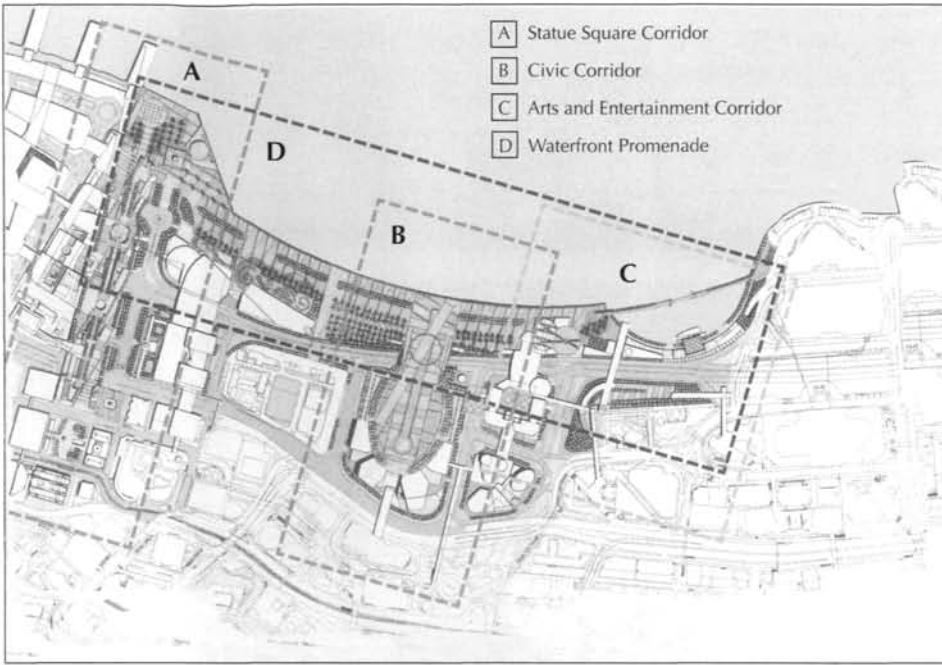 A Statue Square Corridor
B Civic Corridor
C Arts and Entertainment Corridor
D Waterfront Promenade
A
D
B
C